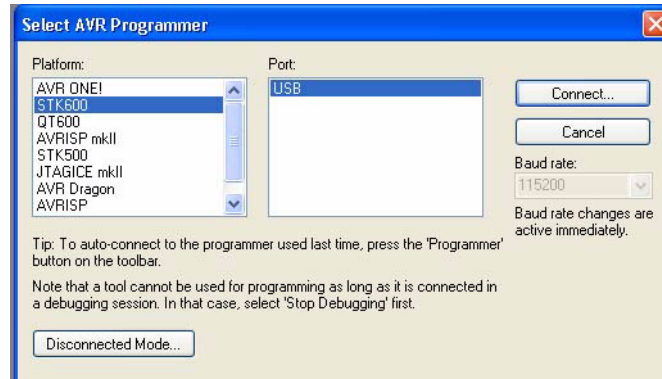 Select AVR Programmer
Platform:
AVR ONE!
STK600
QT600
AVRISP mkII
STK500
JTAGICE mkII
AVR Dragon
AVRISP
Port:
USB
Connect...
Cancel
Baud rate:
115200
Baud rate changes are
active immediately.
Tip: To auto-connect to the programmer used last time, press the 'Programmer'
button on the toolbar.
Note that a tool cannot be used for programming as long as it is connected in
a debugging session. In that case, select 'Stop Debugging' first.
Disconnected Mode...